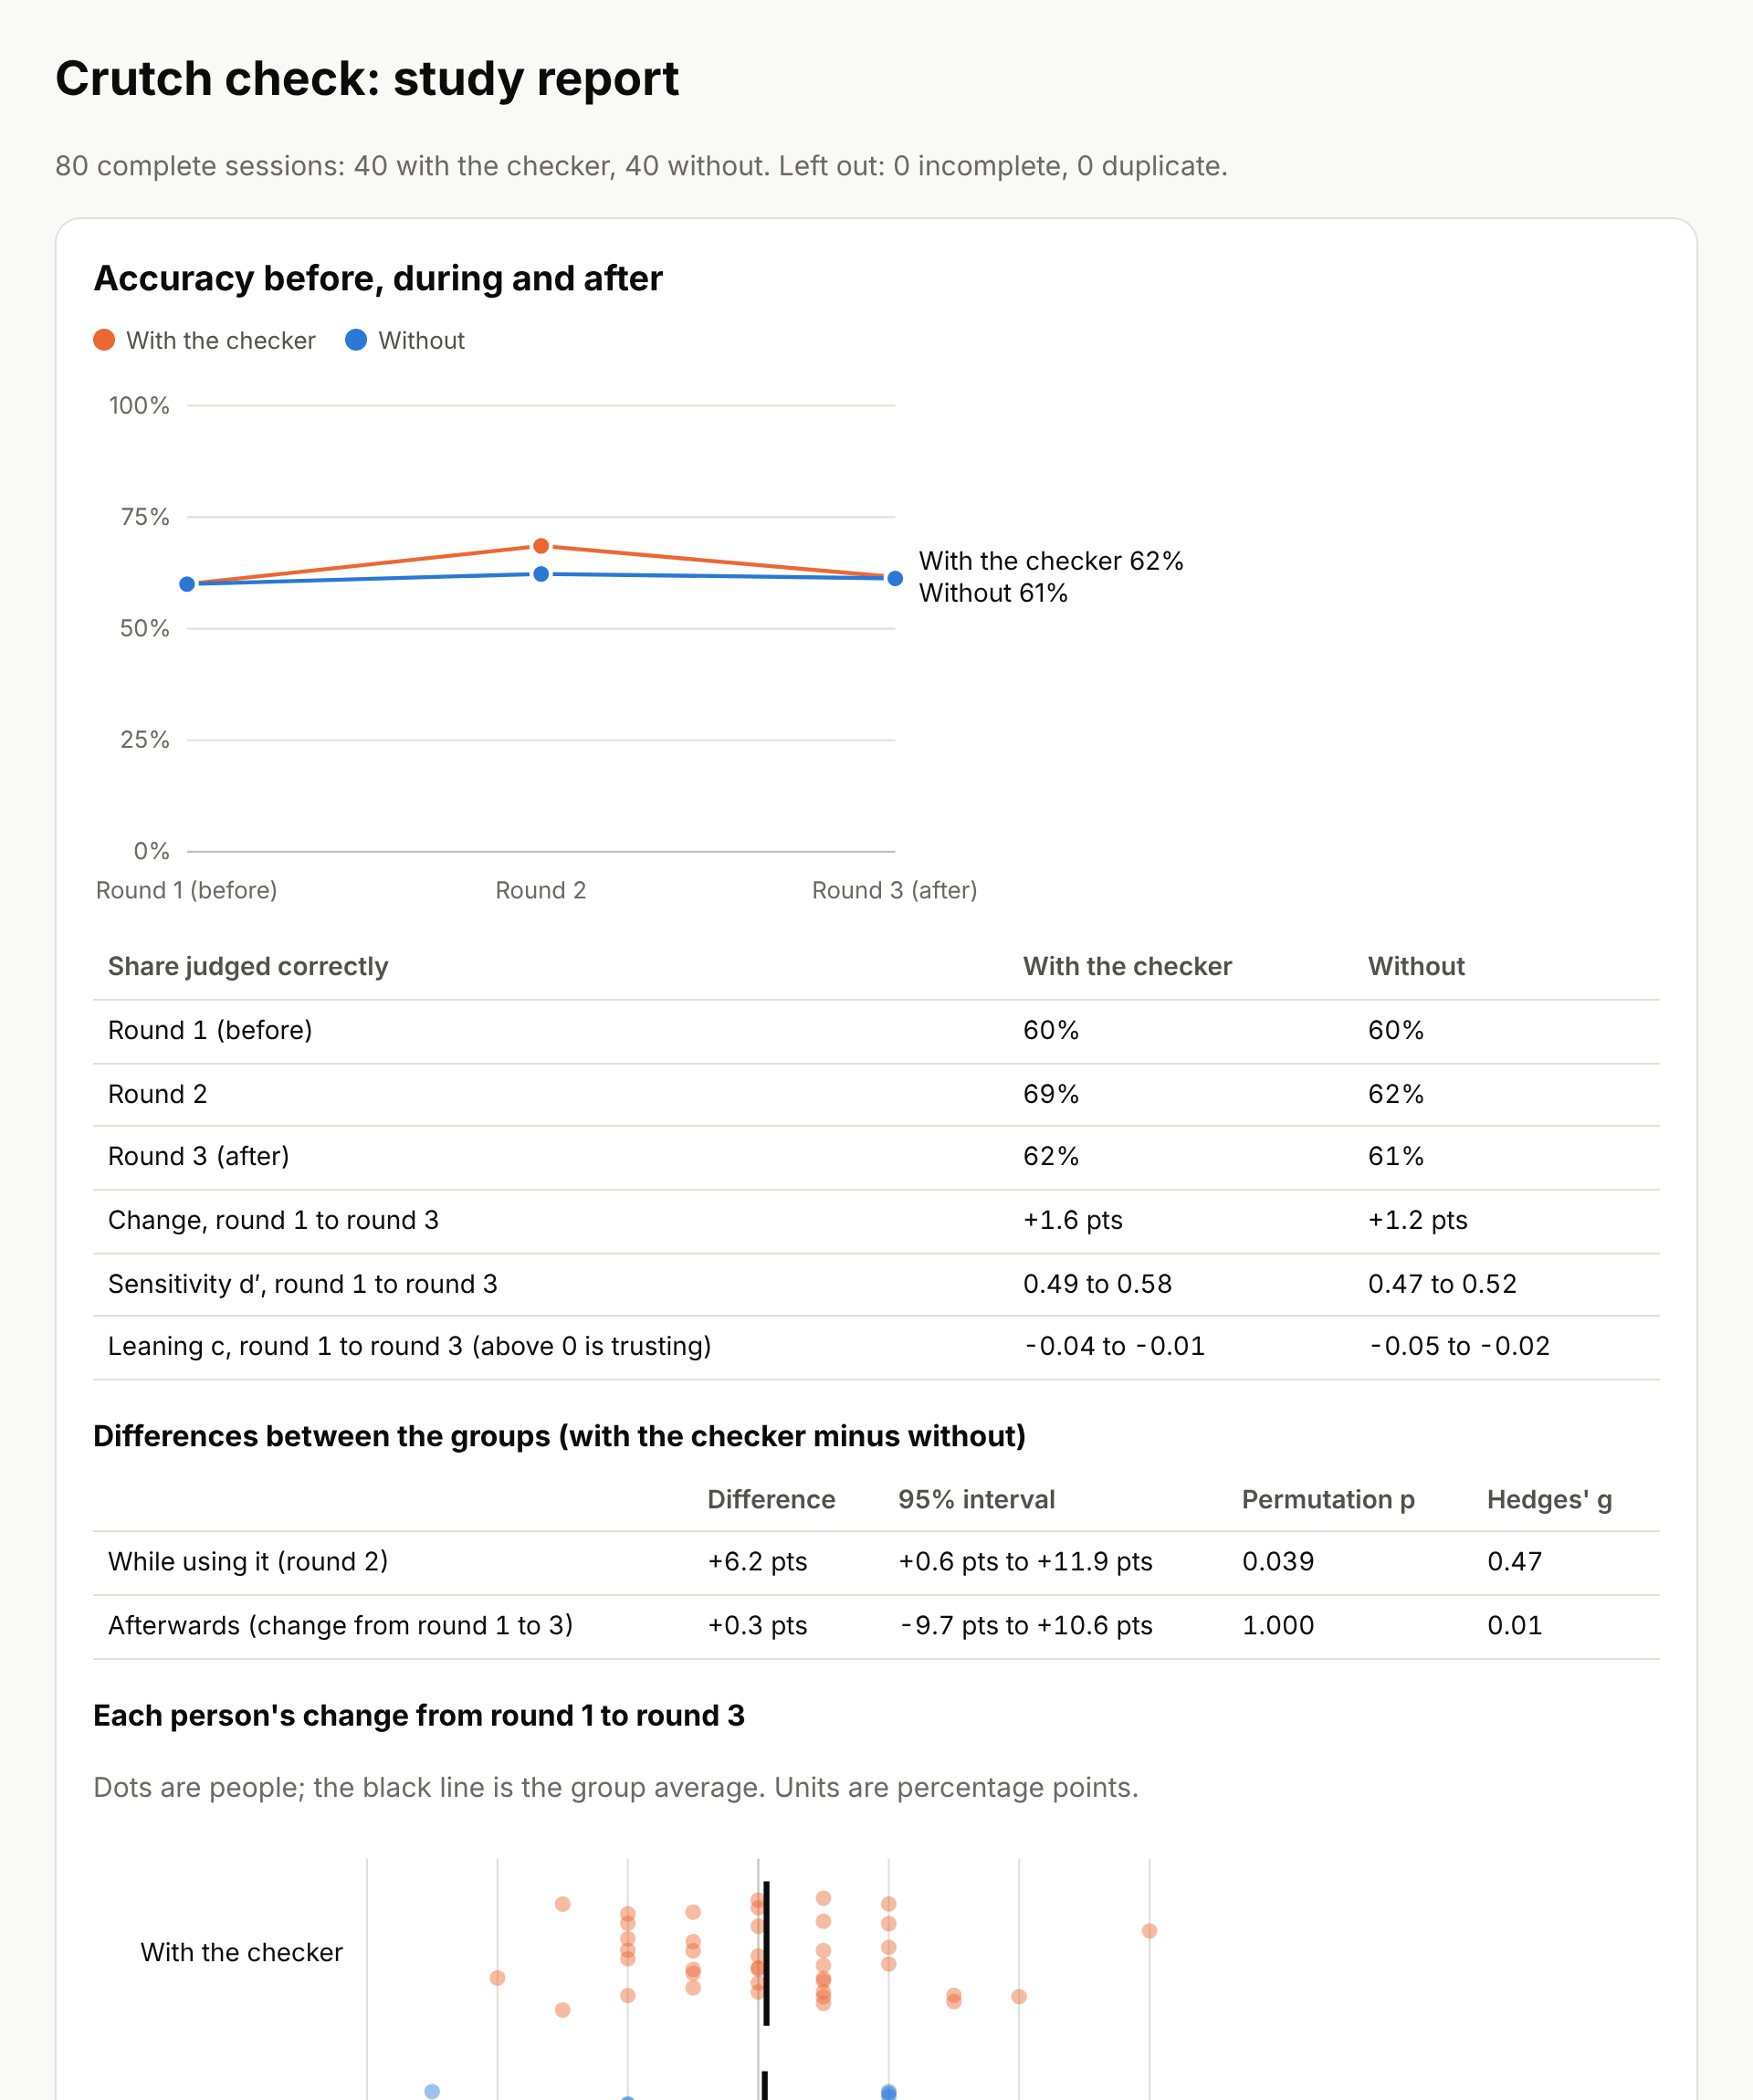 Crutch check: study report
80 complete sessions: 40 with the checker, 40 without. Left out: 0 incomplete, 0 duplicate.
Accuracy before, during and after
With the checker Without
100%
75%
With the checker 62%
Without 61%
50%
25%
0%
Round 1 (before) Round 2 Round 3 (after)
Share judged correctly With the checker Without
Round 1 (before) 60% 60%
Round 2 69% 62%
Round 3 (after) 62% 61%
Change, round 1 to round 3 +1.6 pts +1.2 pts
Sensitivity d′, round 1 to round 3 0.49 to 0.58 0.47 to 0.52
Leaning c, round 1 to round 3 (above 0 is trusting) -0.04 to -0.01 -0.05 to -0.02
Differences between the groups (with the checker minus without)
Difference 95% interval Permutation p Hedges' g
While using it (round 2) +6.2 pts +0.6 pts to +11.9 pts 0.039 0.47
Afterwards (change from round 1 to 3) +0.3 pts -9.7 pts to +10.6 pts 1.000 0.01
Each person's change from round 1 to round 3
Dots are people; the black line is the group average. Units are percentage points.
With the checker